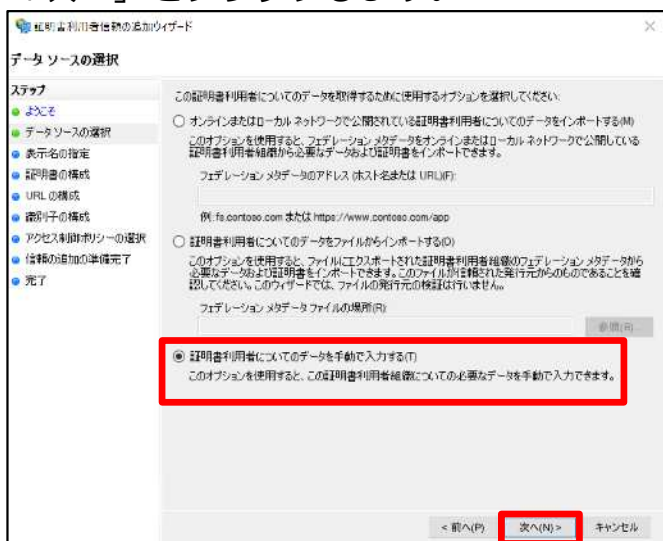 証明書利用者信頼の追加ウィザード
データ ソースの選択
ステップ
ようこそ
データ ソースの選択
表示名の指定
証明書の構成
URL の構成
識別子の構成
アクセス制御ポリシーの選択
信頼の追加の準備完了
完了
この証明書利用者についてのデータを取得するために使用するオプションを選択してください:
オンラインまたはローカル ネットワークで公開されている証明書利用者についてのデータをインポートする(M)
このオプションを使用すると、フェデレーション メタデータをオンラインまたはローカル ネットワークで公開している
証明書利用者組織から必要なデータおよび証明書をインポートできます。
フェデレーション メタデータのアドレス (ホスト名または URL)(F):
例: fs.contoso.com または https://www.contoso.com/app
証明書利用者についてのデータをファイルからインポートする(O)
このオプションを使用すると、ファイルにエクスポートされた証明書利用者組織のフェデレーション メタデータから
必要なデータおよび証明書をインポートできます。このファイルが信頼された発行元からのものであることを確
認してください。このウィザードでは、ファイルの発行元の検証は行いません。
フェデレーション メタデータ ファイルの場所(R):
参照(R)...
証明書利用者についてのデータを手動で入力する(T)
このオプションを使用すると、この証明書利用者組織についての必要なデータを手動で入力できます。
< 前へ(P)
次へ(N) >
キャンセル